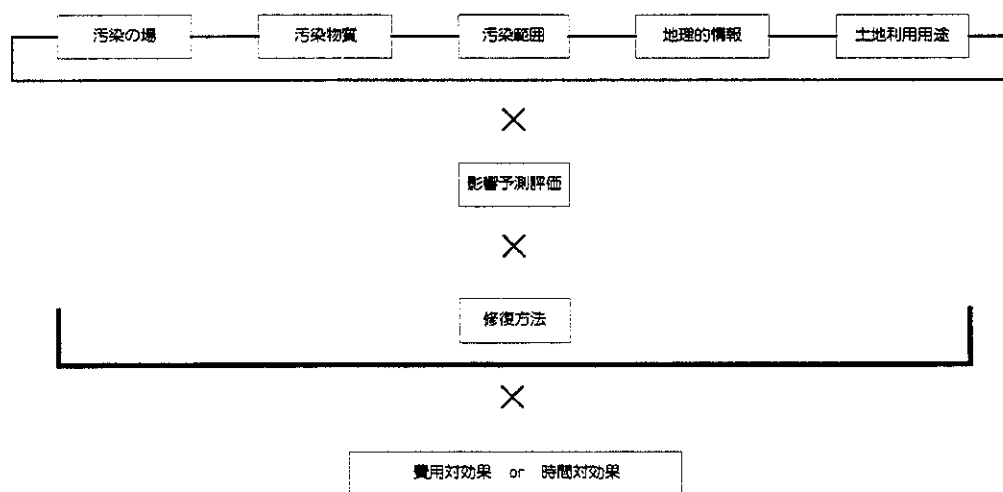 汚染の場 汚染物質 汚染範囲 地理的情報 土地利用用途
×
影響予測評価
×
修復方法
×
費用対効果 or 時間対効果